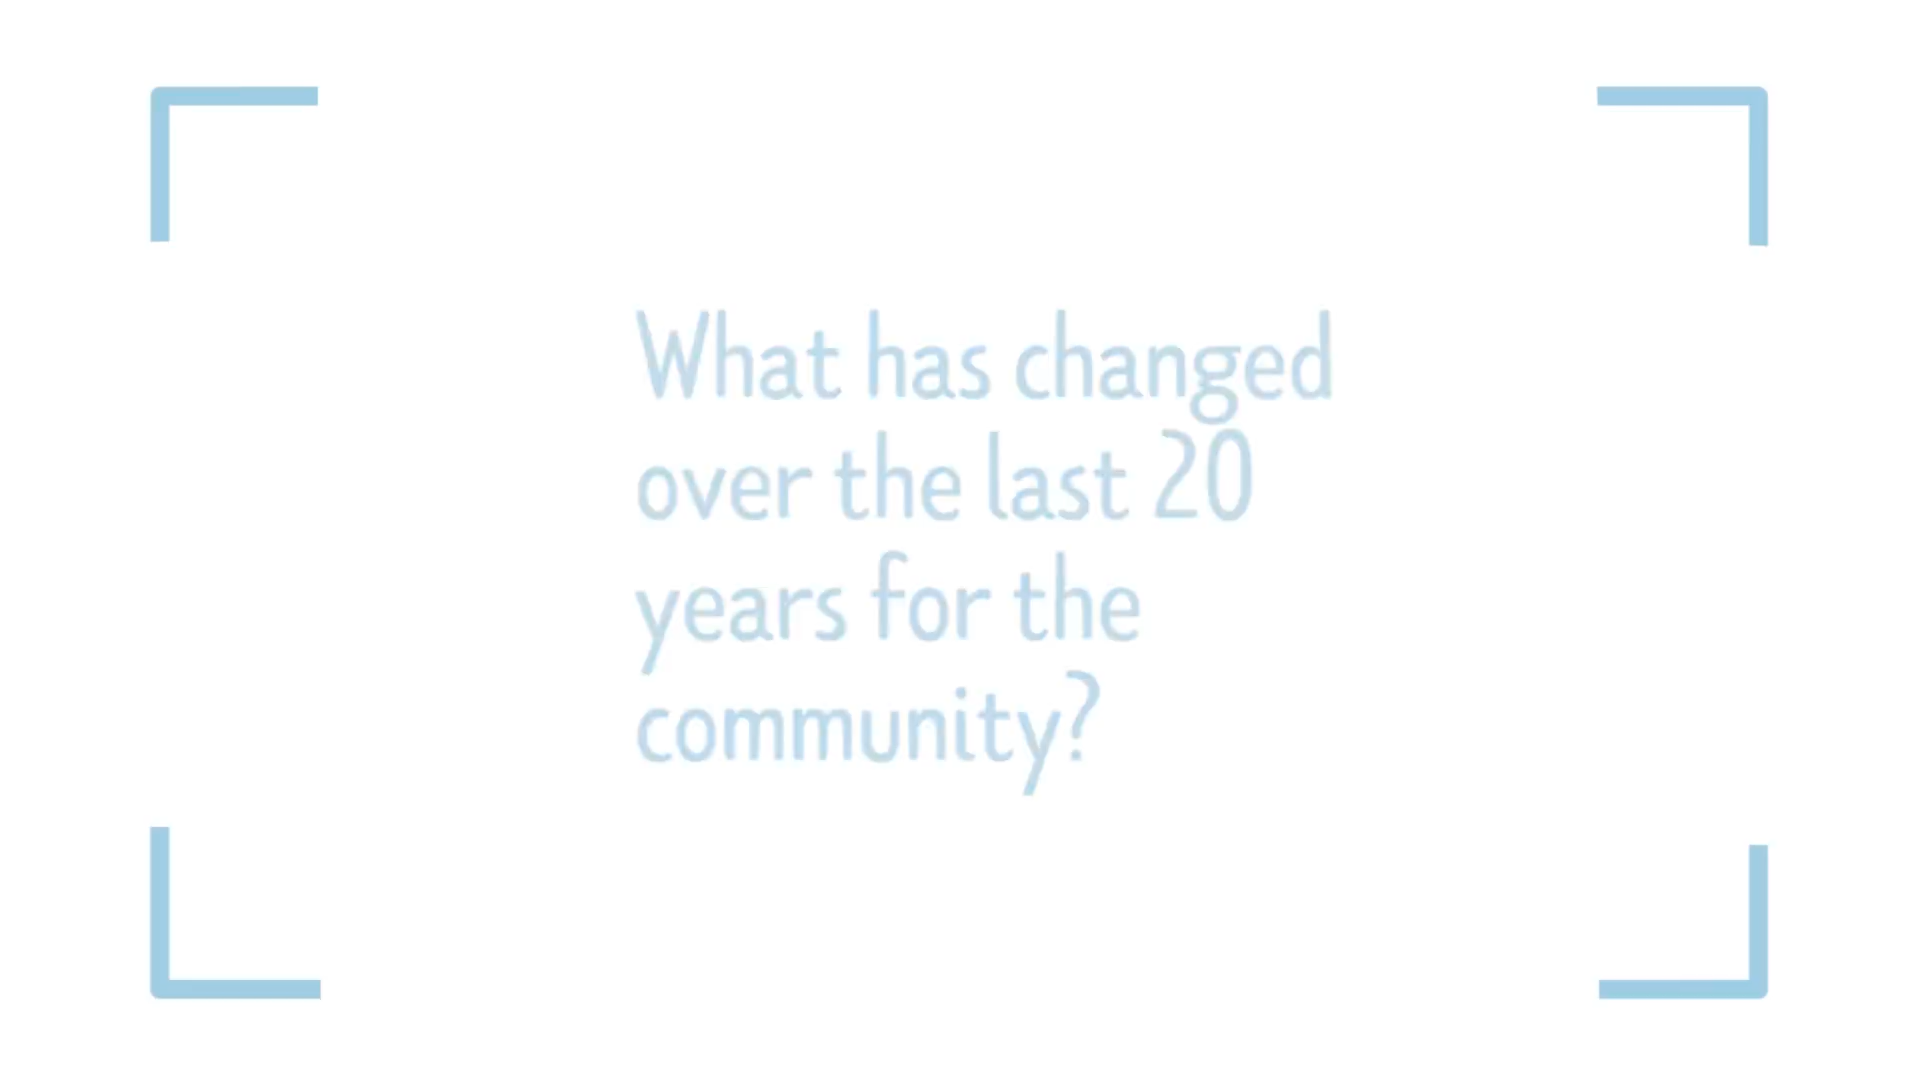 What has changed
over the last 20
years for the
community?